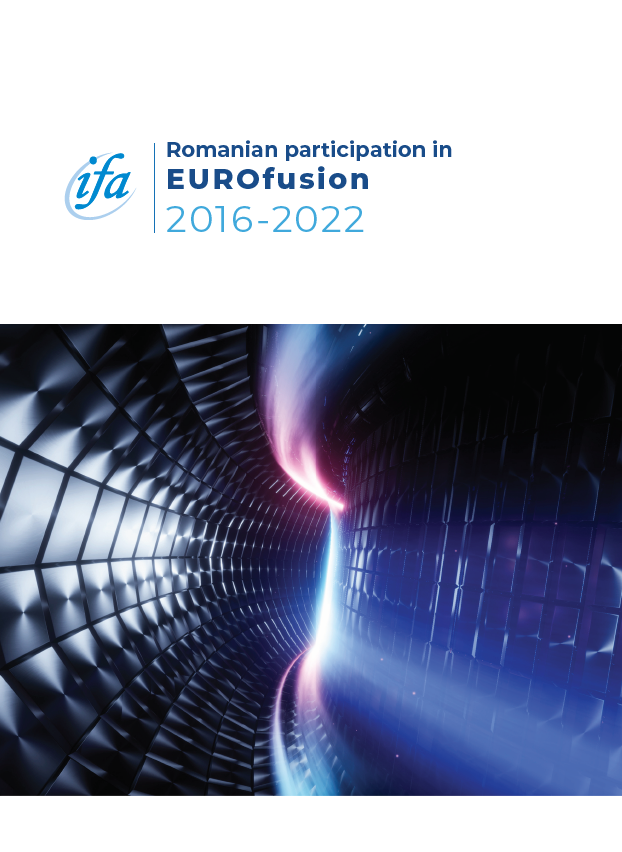 ifa
Romanian participation in
EUROfusion
2016-2022